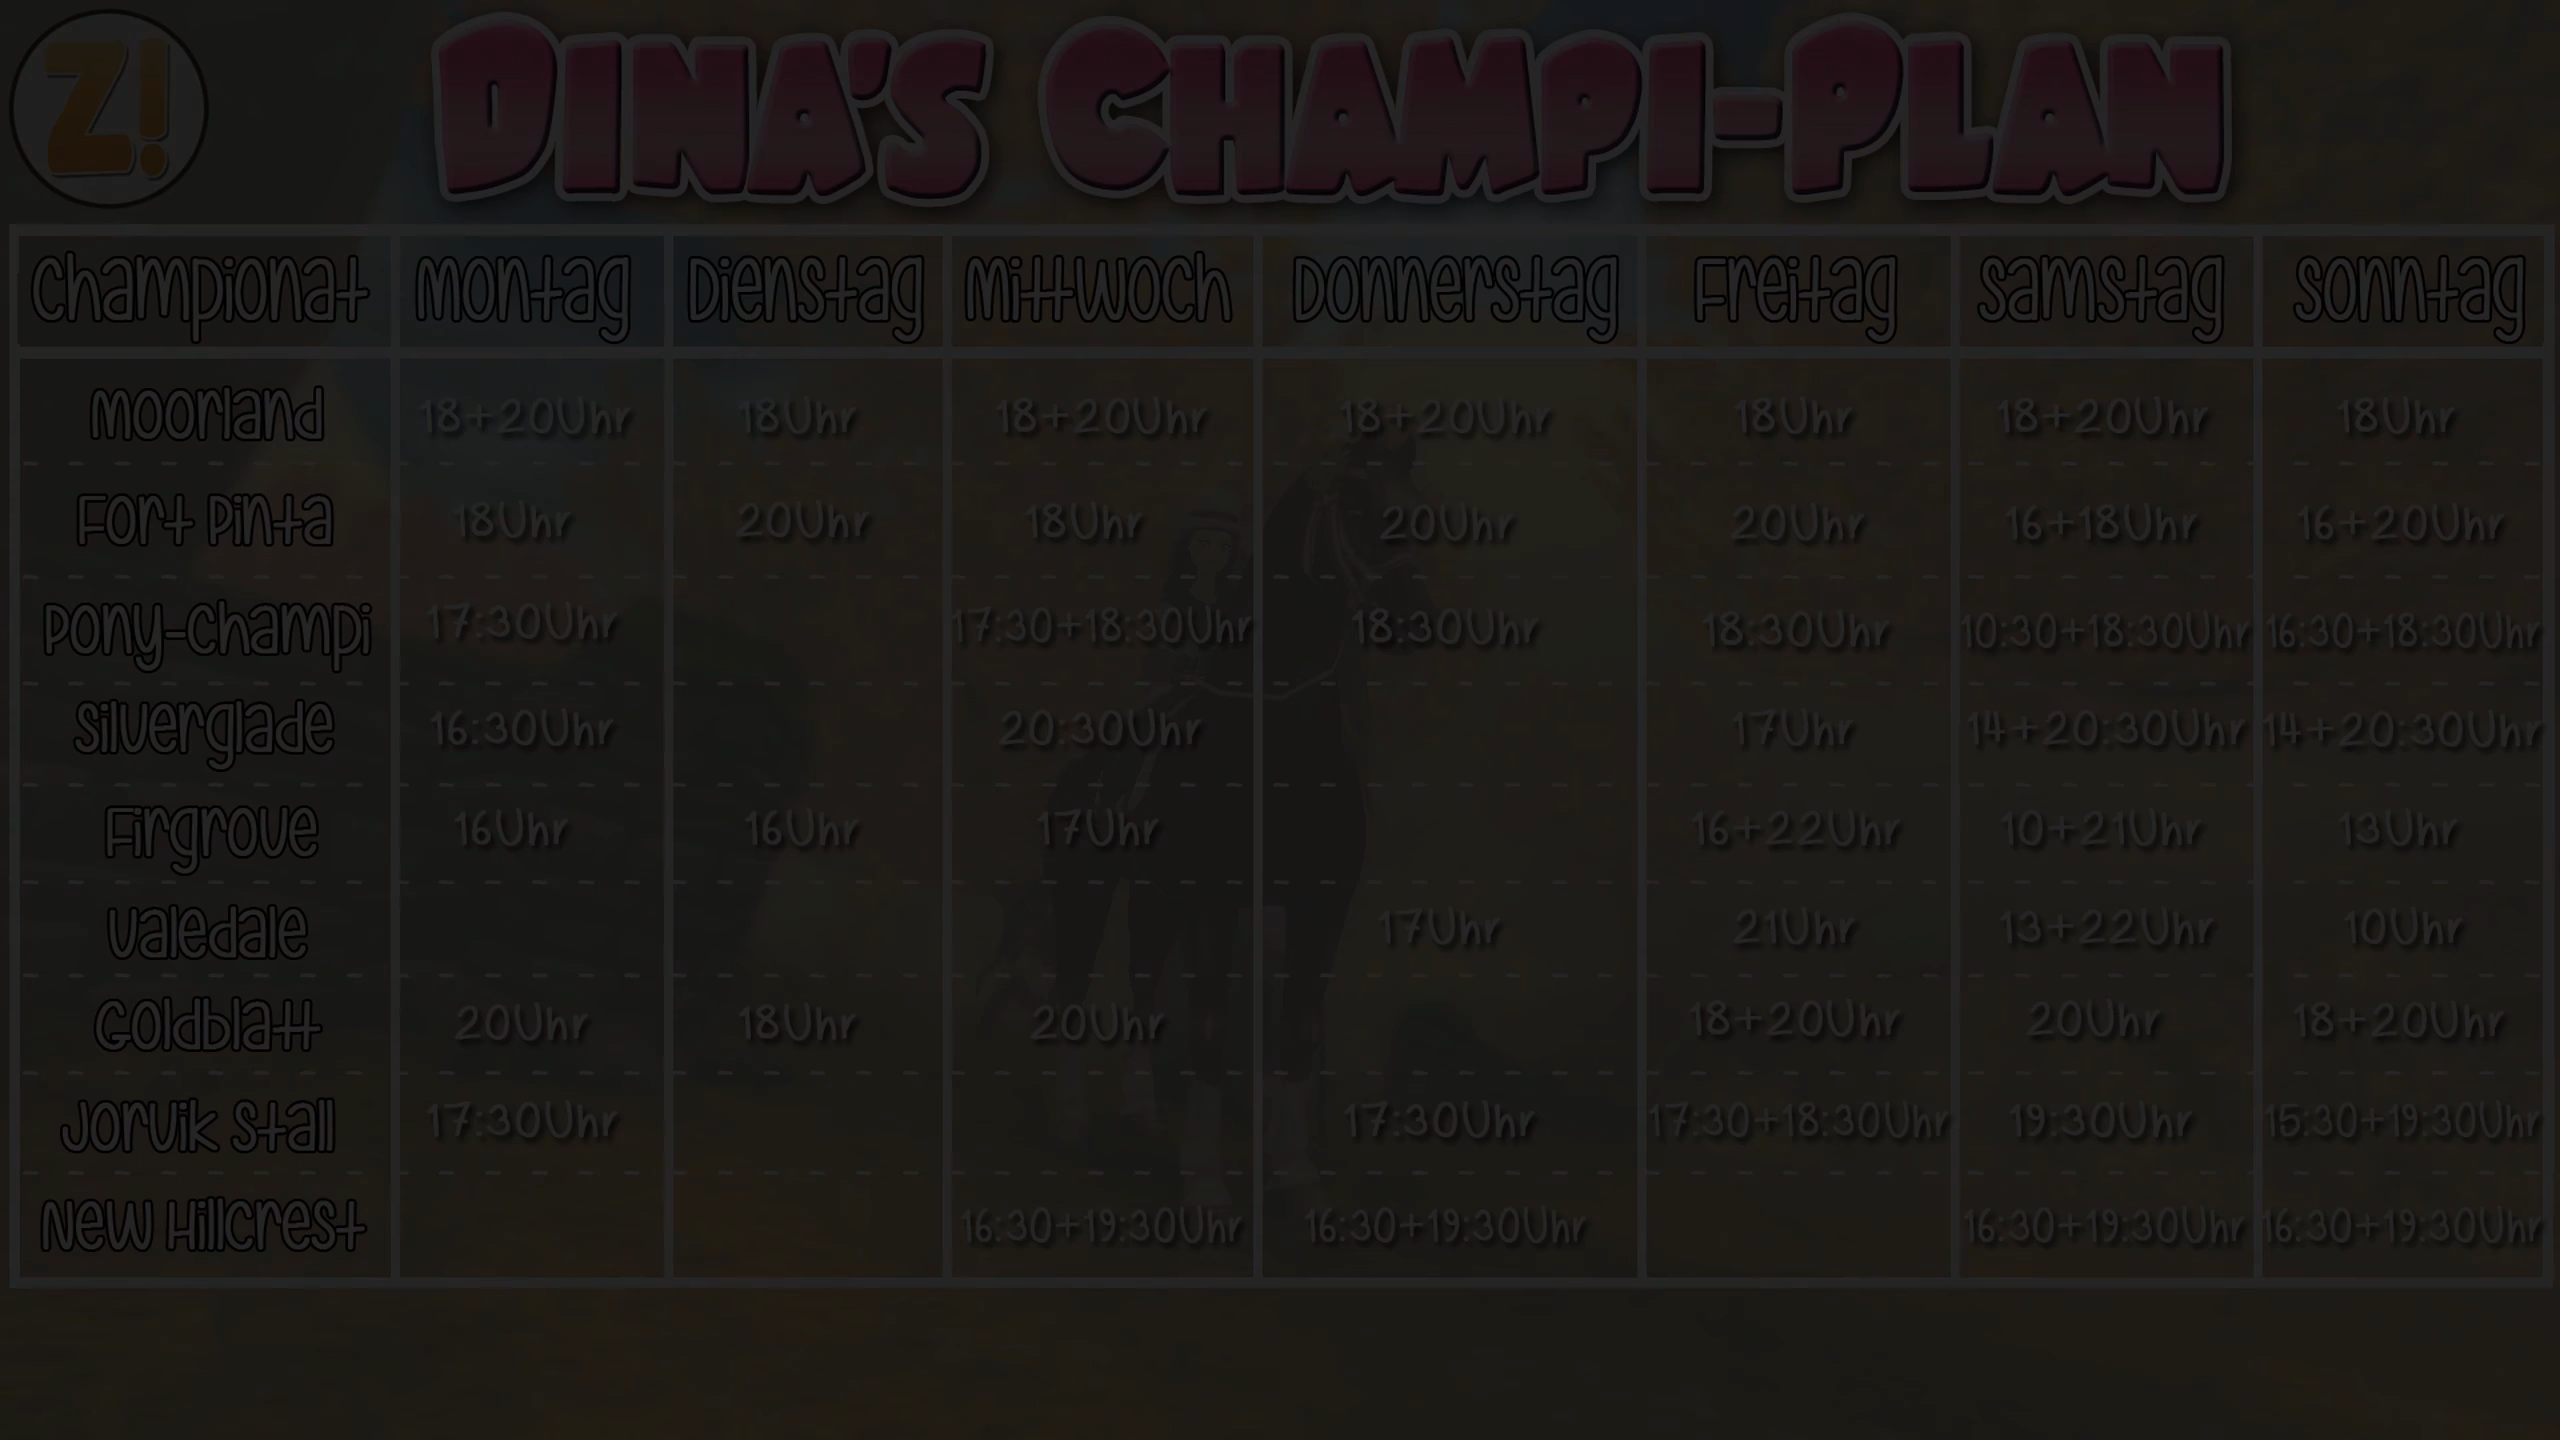 Z!
Dina's Champi-Plan
Championat Montag Dienstag Mittwoch Donnerstag Freitag Samstag Sonntag
Moorland 18+20Uhr 18Uhr 18+20Uhr 18+20Uhr 18Uhr 18+20Uhr 18Uhr
Fort Pinta 18Uhr 20Uhr 18Uhr 20Uhr 20Uhr 16+18Uhr 16+20Uhr
Pony-Champi 17:30Uhr 17:30+18:30Uhr 18:30Uhr 18:30Uhr 10:30+18:30Uhr 16:30+18:30Uhr
Silverglade 16:30Uhr 20:30Uhr 17Uhr 14+20:30Uhr 14+20:30Uhr
Firgrove 16Uhr 16Uhr 17Uhr 16+22Uhr 10+21Uhr 13Uhr
Valedale 17Uhr 21Uhr 13+22Uhr 10Uhr
Goldblatt 20Uhr 18Uhr 20Uhr 18+20Uhr 20Uhr 18+20Uhr
Jorvik Stall 17:30Uhr 17:30Uhr 17:30+18:30Uhr 19:30Uhr 15:30+19:30Uhr
New Hillcrest 16:30+19:30Uhr 16:30+19:30Uhr 16:30+19:30Uhr 16:30+19:30Uhr